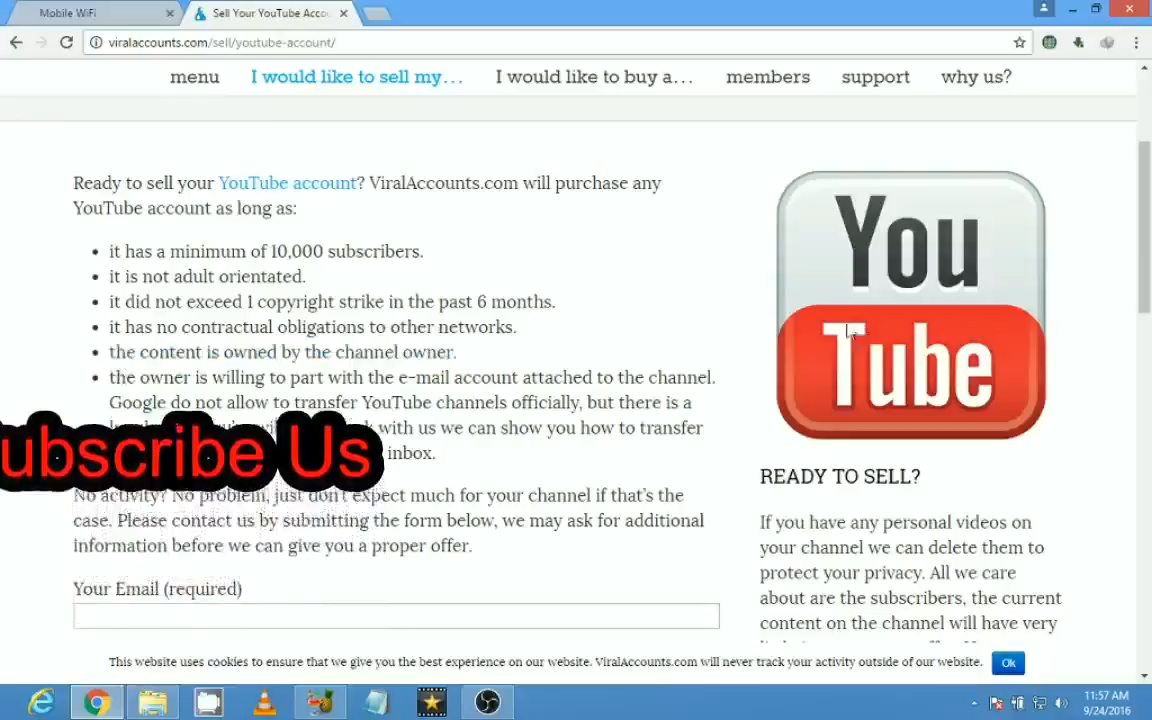 Mobile WiFi
Sell Your YouTube Acco
viralaccounts.com/sell/youtube-account/
menu
I would like to sell my...
I would like to buy a...
members
support
why us?
Ready to sell your YouTube account? ViralAccounts.com will purchase any
YouTube account as long as:
it has a minimum of 10,000 subscribers.
it is not adult orientated.
it did not exceed 1 copyright strike in the past 6 months.
it has no contractual obligations to other networks.
the content is owned by the channel owner.
the owner is willing to part with the e-mail account attached to the channel.
Google do not allow to transfer YouTube channels officially, but there is a
with us we can show you how to transfer
inbox.
ubscribe Us
No activity? No problem, just don't expect much for your channel if that's the
case. Please contact us by submitting the form below, we may ask for additional
information before we can give you a proper offer.
Your Email (required)
You
Tube
READY TO SELL?
If you have any personal videos on
your channel we can delete them to
protect your privacy. All we care
about are the subscribers, the current
content on the channel will have very
This website uses cookies to ensure that we give you the best experience on our website. ViralAccounts.com will never track your activity outside of our website.
Ok
11:57 AM
9/24/2016